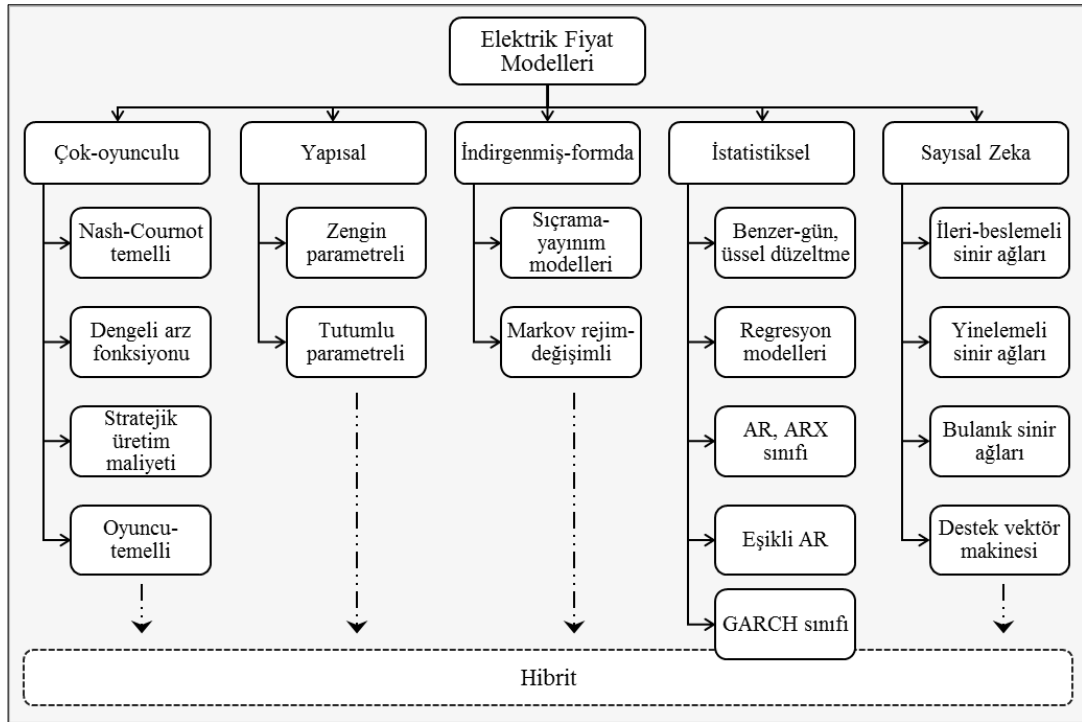 Elektrik Fiyat
Modelleri
Çok-oyunculu
Nash-Cournot
temelli
Dengeli arz
fonksiyonu
Stratejik
üretim
maliyeti
Oyuncu-
temelli
Yapısal
Zengin
parametreli
Tutumlu
parametreli
İndirgenmiş-formda
Sıçrama-
yayınım
modelleri
Markov rejim-
değişimli
İstatistiksel
Benzer-gün,
üssel düzeltme
Regresyon
modelleri
AR, ARX
sınıfı
Eşikli AR
GARCH sınıfı
Sayısal Zeka
İleri-beslemeli
sinir ağları
Yinelemeli
sinir ağları
Bulanık sinir
ağları
Destek vektör
makinesi
Hibrit